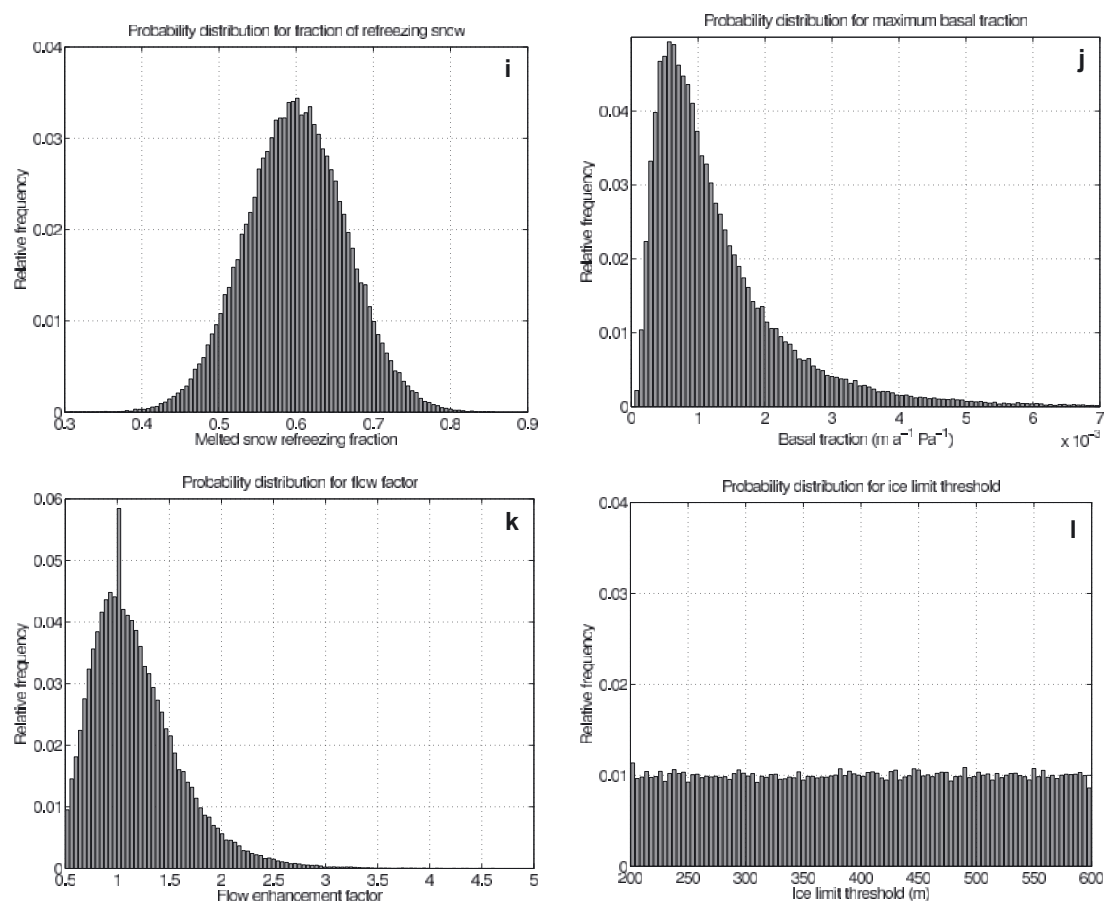 Probability distribution for fraction of refreezing snow
i
0.04
0.03
0.02
0.01
0
Relative frequency
0.3 0.4 0.5 0.6 0.7 0.8 0.9
Melted snow refreezing fraction
Probability distribution for maximum basal traction
j
0.04
0.03
0.02
0.01
0
Relative frequency
0 1 2 3 4 5 6 7
Basal traction (m a⁻¹ Pa⁻¹)
x 10⁻³
Probability distribution for flow factor
k
0.06
0.05
0.04
0.03
0.02
0.01
0
Relative frequency
0.5 1 1.5 2 2.5 3 3.5 4 4.5 5
Flow enhancement factor
Probability distribution for ice limit threshold
l
0.04
0.03
0.02
0.01
0
Relative frequency
200 250 300 350 400 450 500 550 600
Ice limit threshold (m)